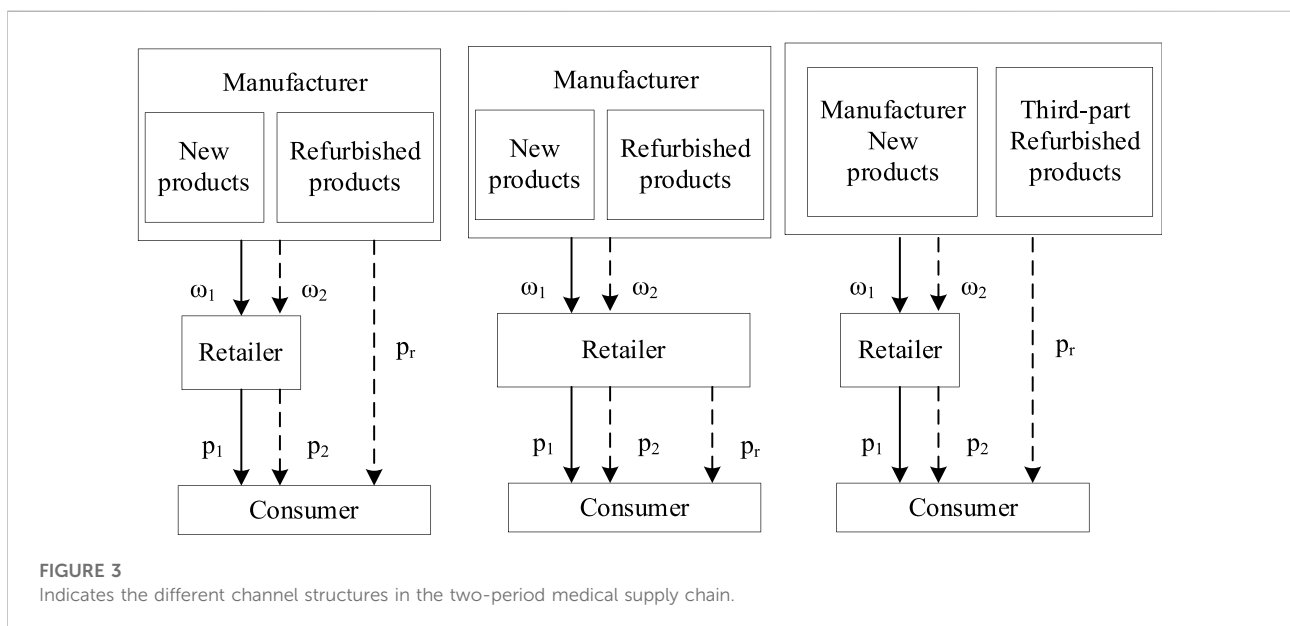 Manufacturer
New
products
Refurbished
products
ω₁
ω₂
Retailer
pᵣ
p₁
p₂
Consumer
Manufacturer
New
products
Refurbished
products
ω₁
ω₂
Retailer
p₁
p₂
pᵣ
Consumer
Manufacturer
New
products
Third-part
Refurbished
products
ω₁
ω₂
Retailer
pᵣ
p₁
p₂
Consumer
FIGURE 3
Indicates the different channel structures in the two-period medical supply chain.